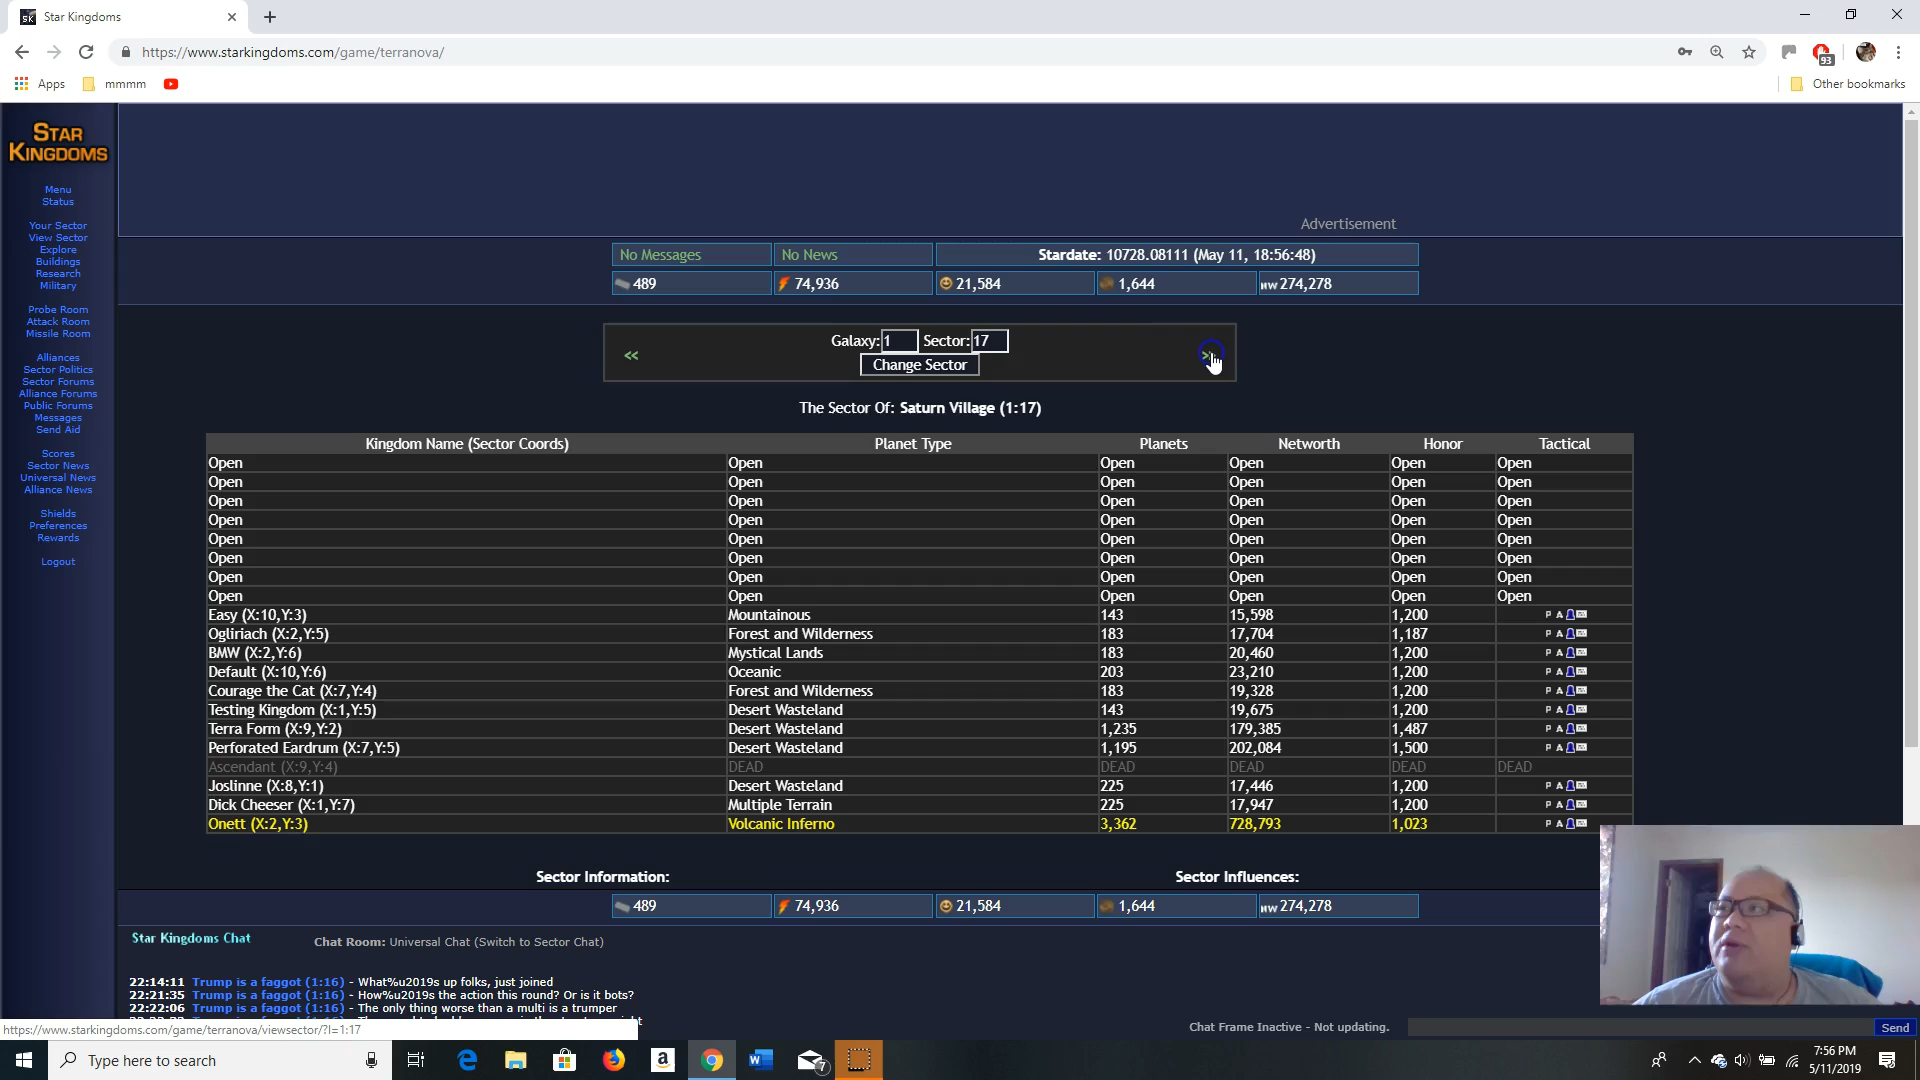 Star Kingdoms
https://www.starkingdoms.com/game/terranova/
93
Apps mmmm Other bookmarks
STAR KINGDOMS
Menu
Status
Your Sector
View Sector
Explore
Buildings
Research
Military
Probe Room
Attack Room
Missile Room
Alliances
Sector Politics
Sector Forums
Alliance Forums
Public Forums
Messages
Send Aid
Scores
Sector News
Universal News
Alliance News
Shields
Preferences
Rewards
Logout
Advertisement
No Messages No News Stardate: 10728.08111 (May 11, 18:56:48)
489 74,936 21,584 1,644 NW 274,278
<< Galaxy: 1 Sector: 17
Change Sector
The Sector Of: Saturn Village (1:17)
Kingdom Name (Sector Coords) Planet Type Planets Networth Honor Tactical
Open Open Open Open Open Open
Open Open Open Open Open Open
Open Open Open Open Open Open
Open Open Open Open Open Open
Open Open Open Open Open Open
Open Open Open Open Open Open
Open Open Open Open Open Open
Open Open Open Open Open Open
Easy (X:10,Y:3) Mountainous 143 15,598 1,200 P A
Ogliriach (X:2,Y:5) Forest and Wilderness 183 17,704 1,187 P A
BMW (X:2,Y:6) Mystical Lands 183 20,460 1,200 P A
Default (X:10,Y:6) Oceanic 203 23,210 1,200 P A
Courage the Cat (X:7,Y:4) Forest and Wilderness 183 19,328 1,200 P A
Testing Kingdom (X:1,Y:5) Desert Wasteland 143 19,675 1,200 P A
Terra Form (X:9,Y:2) Desert Wasteland 1,235 179,385 1,487 P A
Perforated Eardrum (X:7,Y:5) Desert Wasteland 1,195 202,084 1,500 P A
Ascendant (X:9,Y:4) DEAD DEAD DEAD DEAD DEAD
Joslinne (X:8,Y:1) Desert Wasteland 225 17,446 1,200 P A
Dick Cheeser (X:1,Y:7) Multiple Terrain 225 17,947 1,200 P A
Onett (X:2,Y:3) Volcanic Inferno 3,362 728,793 1,023 P A
Sector Information: Sector Influences:
489 74,936 21,584 1,644 NW 274,278
Star Kingdoms Chat Chat Room: Universal Chat (Switch to Sector Chat)
22:14:11 Trump is a faggot (1:16) - What%u2019s up folks, just joined
22:21:35 Trump is a faggot (1:16) - How%u2019s the action this round? Or is it bots?
22:22:06 Trump is a faggot (1:16) - The only thing worse than a multi is a trumper
https://www.starkingdoms.com/game/terranova/viewsector/?l=1:17
Chat Frame Inactive - Not updating. Send
Type here to search
7
7:56 PM
5/11/2019